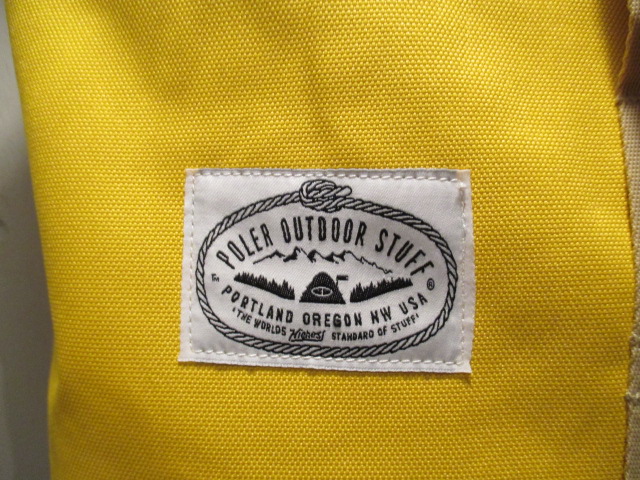 POLER OUTDOOR STUFF
PORTLAND OREGON NW USA ®
"THE WORLDS Highest STANDARD OF STUFF"